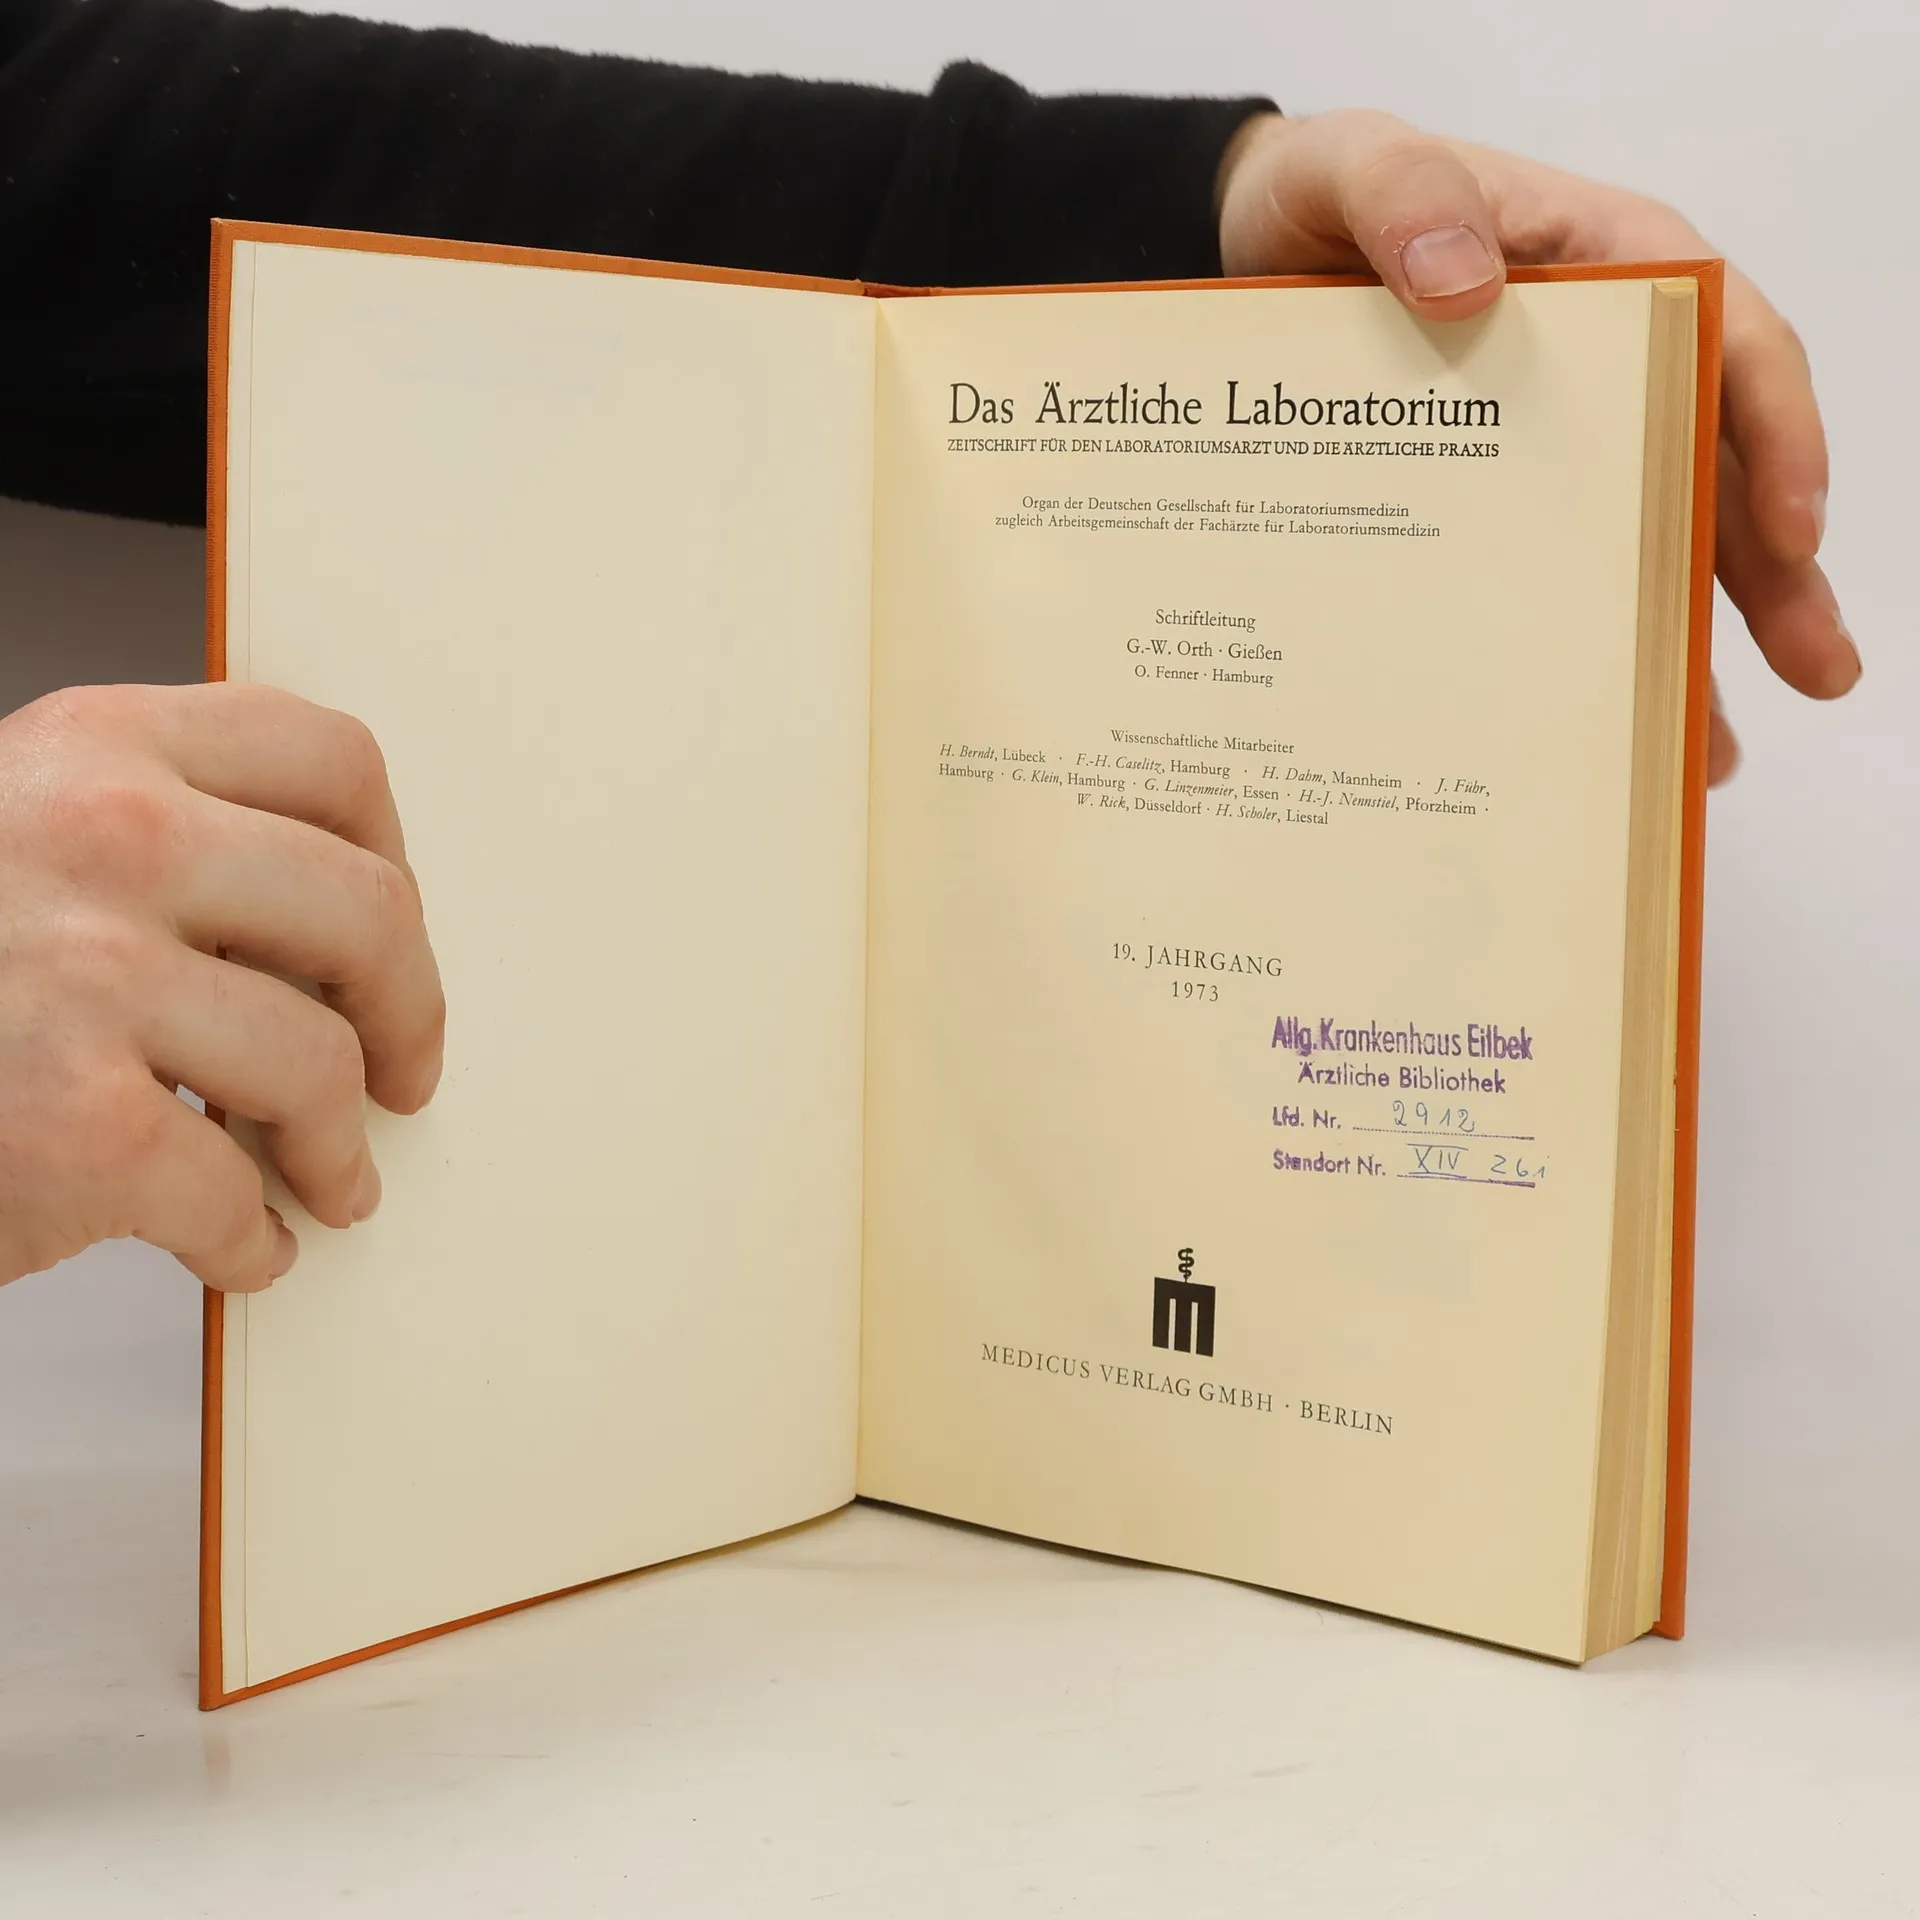 Das Ärztliche Laboratorium
ZEITSCHRIFT FÜR DEN LABORATORIUMSARZT UND DIE ÄRZTLICHE PRAXIS
Organ der Deutschen Gesellschaft für Laboratoriumsmedizin
zugleich Arbeitsgemeinschaft der Fachärzte für Laboratoriumsmedizin
Schriftleitung
G.-W. Orth · Gießen
O. Fenner · Hamburg
Wissenschaftliche Mitarbeiter
H. Berndt, Lübeck · F.-H. Caselitz, Hamburg · H. Dahm, Mannheim · J. Führ,
Hamburg · G. Klein, Hamburg · G. Linzenmeier, Essen · H.-J. Nennstiel, Pforzheim ·
W. Rick, Düsseldorf · H. Scholer, Liestal
19. JAHRGANG
1973
Allg. Krankenhaus Eilbek
Ärztliche Bibliothek
Lfd. Nr. 2912
Standort Nr. XIV 261
m
MEDICUS VERLAG GMBH · BERLIN